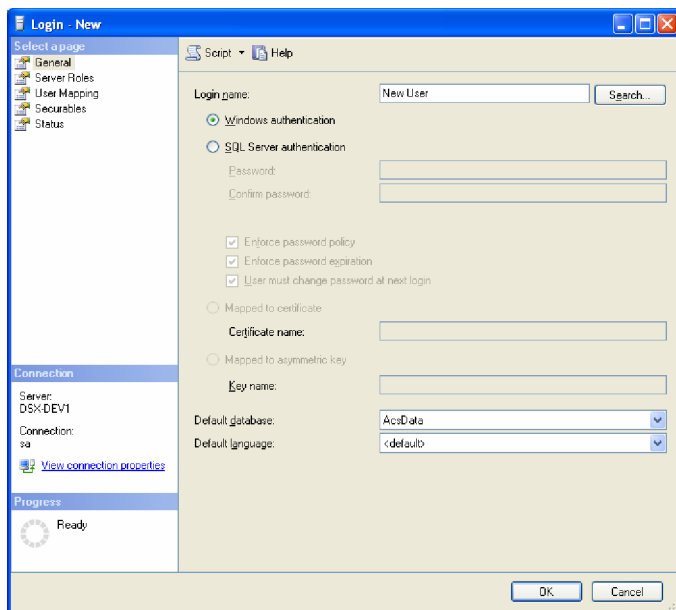 Login - New
Select a page
General
Server Roles
User Mapping
Securables
Status
Script
Help
Login name:
New User
Search...
Windows authentication
SQL Server authentication
Password:
Confirm password:
Enforce password policy
Enforce password expiration
User must change password at next login
Mapped to certificate
Certificate name:
Mapped to asymmetric key
Key name:
Default database:
AcsData
Default language:
<default>
Connection
Server:
DSX-DEV1
Connection:
sa
View connection properties
Progress
Ready
OK
Cancel